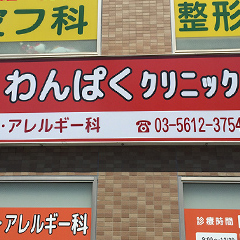 フ科
整形
わんぱくクリニック
・アレルギー科 ☎03-5612-3754
・アレルギー科
診療時間